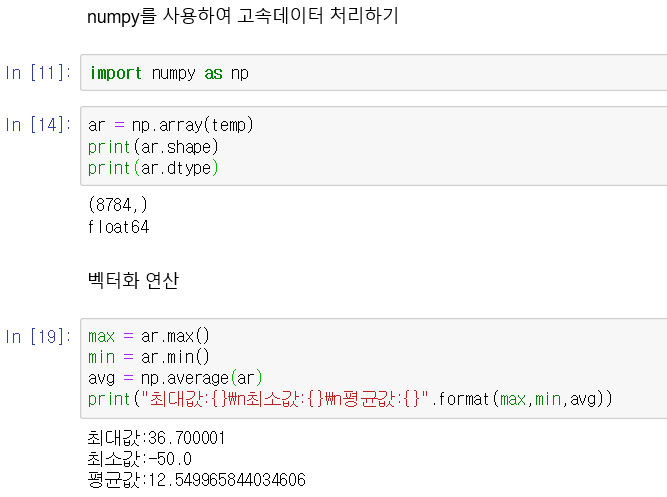 numpy를 사용하여 고속데이터 처리하기
In [11]: import numpy as np
In [14]: ar = np.array(temp)
print(ar.shape)
print(ar.dtype)
(8784,)
float64
벡터화 연산
In [19]: max = ar.max()
min = ar.min()
avg = np.average(ar)
print("최대값:{}₩n최소값:{}₩n평균값:{}".format(max,min,avg))
최대값:36.700001
최소값:-50.0
평균값:12.549965844034606